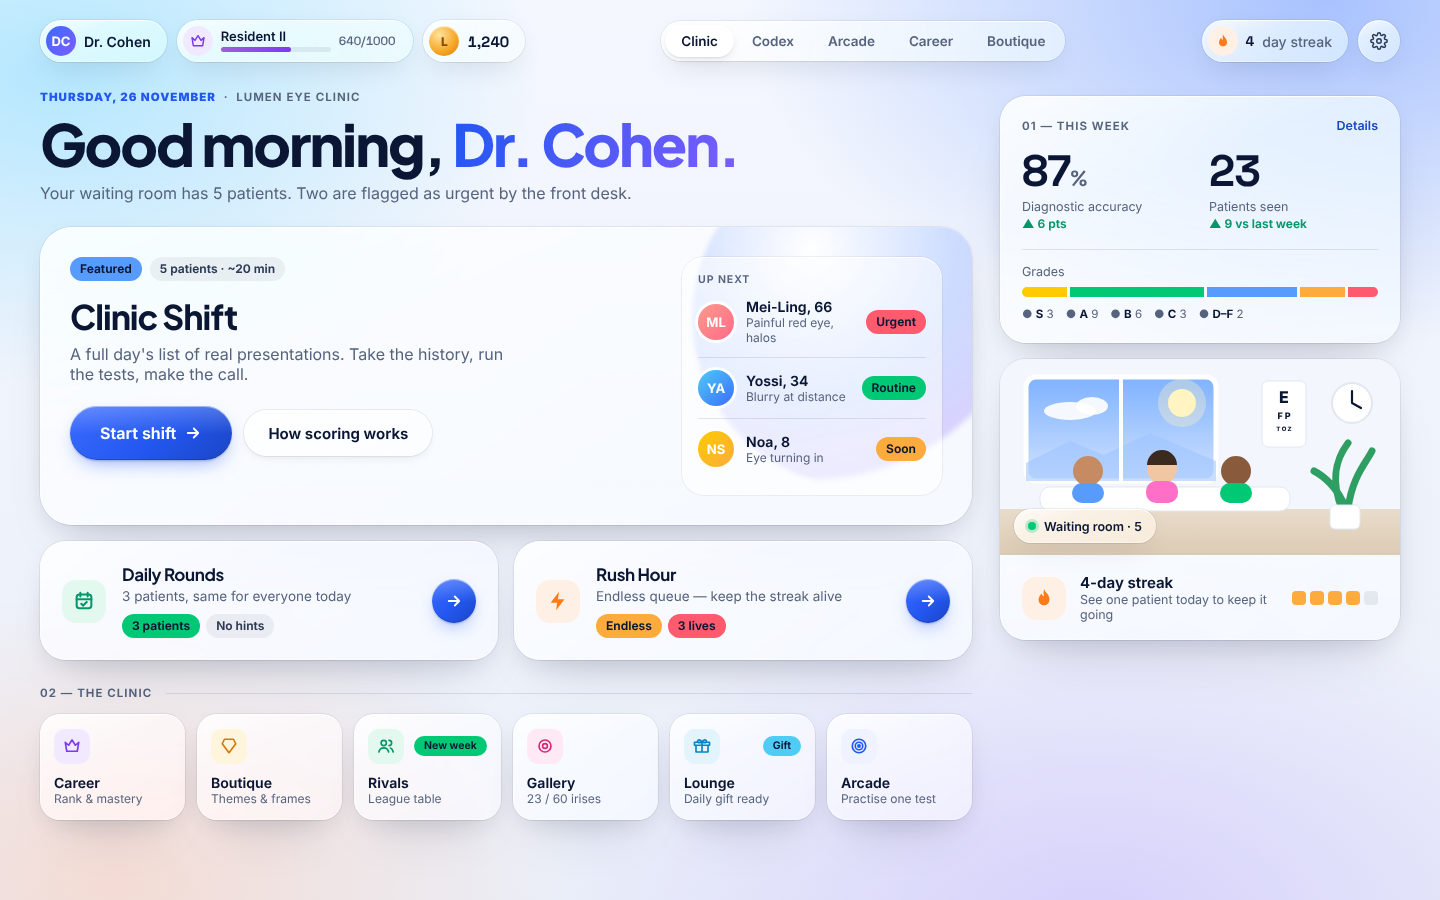 DC Dr. Cohen
Resident II 640/1000
L 1,240
Clinic Codex Arcade Career Boutique
4 day streak
THURSDAY, 26 NOVEMBER · LUMEN EYE CLINIC
Good morning, Dr. Cohen.
Your waiting room has 5 patients. Two are flagged as urgent by the front desk.
Featured 5 patients · ~20 min
Clinic Shift
A full day's list of real presentations. Take the history, run
the tests, make the call.
Start shift How scoring works
UP NEXT
ML Mei-Ling, 66
Painful red eye,
halos
Urgent
YA Yossi, 34
Blurry at distance
Routine
NS Noa, 8
Eye turning in
Soon
Daily Rounds
3 patients, same for everyone today
3 patients No hints
Rush Hour
Endless queue — keep the streak alive
Endless 3 lives
02 — THE CLINIC
Career
Rank & mastery
Boutique
Themes & frames
New week
Rivals
League table
Gallery
23 / 60 irises
Gift
Lounge
Daily gift ready
Arcade
Practise one test
01 — THIS WEEK Details
87% 23
Diagnostic accuracy Patients seen
▲ 6 pts ▲ 9 vs last week
Grades
S 3 A 9 B 6 C 3 D–F 2
E
FP
TOZ
Waiting room · 5
4-day streak
See one patient today to keep it
going